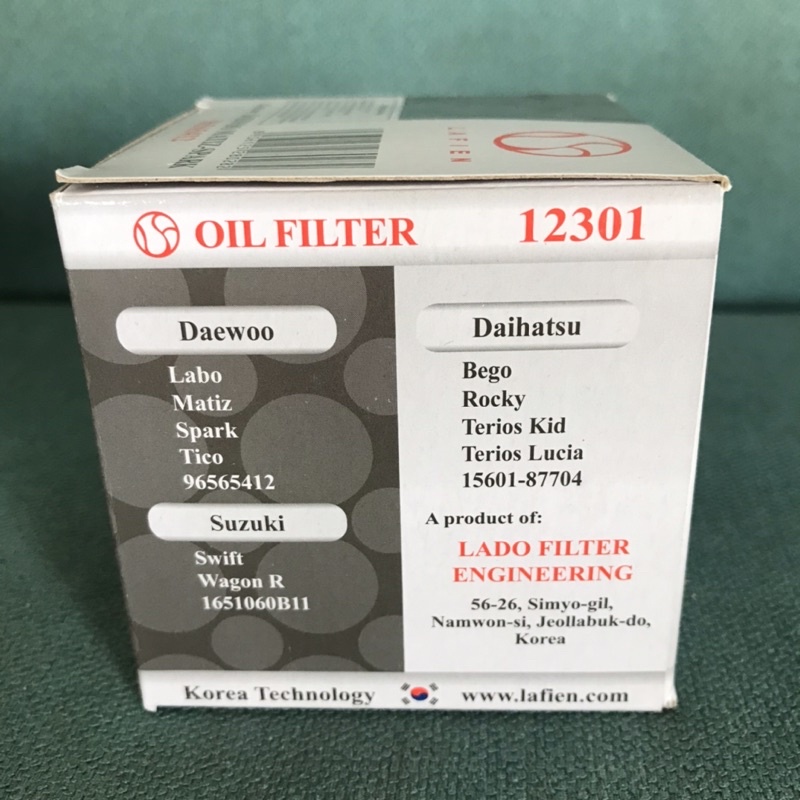 LAFIEN
OIL FILTER 12301
Daewoo
Labo
Matiz
Spark
Tico
96565412
Suzuki
Swift
Wagon R
1651060B11
Daihatsu
Bego
Rocky
Terios Kid
Terios Lucia
15601-87704
A product of:
LADO FILTER
ENGINEERING
56-26, Simyo-gil,
Namwon-si, Jeollabuk-do,
Korea
Korea Technology www.lafien.com